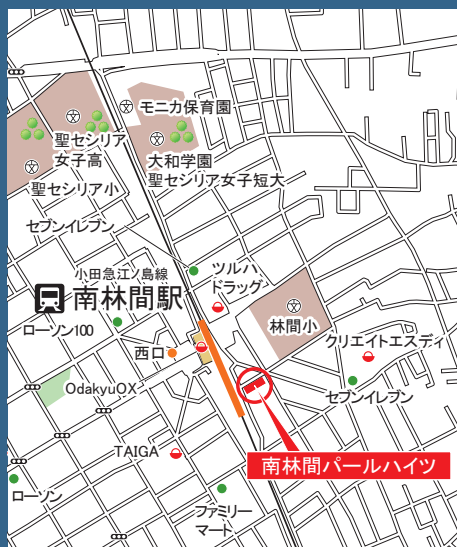 モニカ保育園
聖セシリア
女子高
大和学園
聖セシリア女子短大
聖セシリア小
セブンイレブン
小田急江ノ島線
南林間駅
ツルハ
ドラッグ
ローソン100
林間小
西口
クリエイトエスディ
OdakyuOX
セブンイレブン
TAIGA
南林間パールハイツ
ローソン
ファミリー
マート